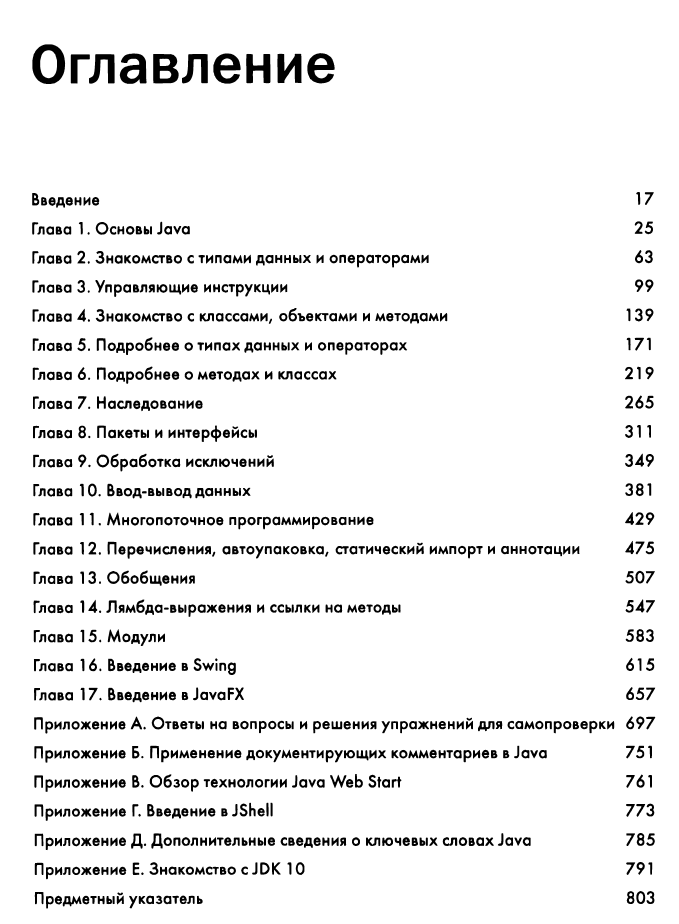 Оглавление
Введение 17
Глава 1. Основы Java 25
Глава 2. Знакомство с типами данных и операторами 63
Глава 3. Управляющие инструкции 99
Глава 4. Знакомство с классами, объектами и методами 139
Глава 5. Подробнее о типах данных и операторах 171
Глава 6. Подробнее о методах и классах 219
Глава 7. Наследование 265
Глава 8. Пакеты и интерфейсы 311
Глава 9. Обработка исключений 349
Глава 10. Ввод-вывод данных 381
Глава 11. Многопоточное программирование 429
Глава 12. Перечисления, автоупаковка, статический импорт и аннотации 475
Глава 13. Обобщения 507
Глава 14. Лямбда-выражения и ссылки на методы 547
Глава 15. Модули 583
Глава 16. Введение в Swing 615
Глава 17. Введение в JavaFX 657
Приложение А. Ответы на вопросы и решения упражнений для самопроверки 697
Приложение Б. Применение документирующих комментариев в Java 751
Приложение В. Обзор технологии Java Web Start 761
Приложение Г. Введение в JShell 773
Приложение Д. Дополнительные сведения о ключевых словах Java 785
Приложение Е. Знакомство с JDK 10 791
Предметный указатель 803